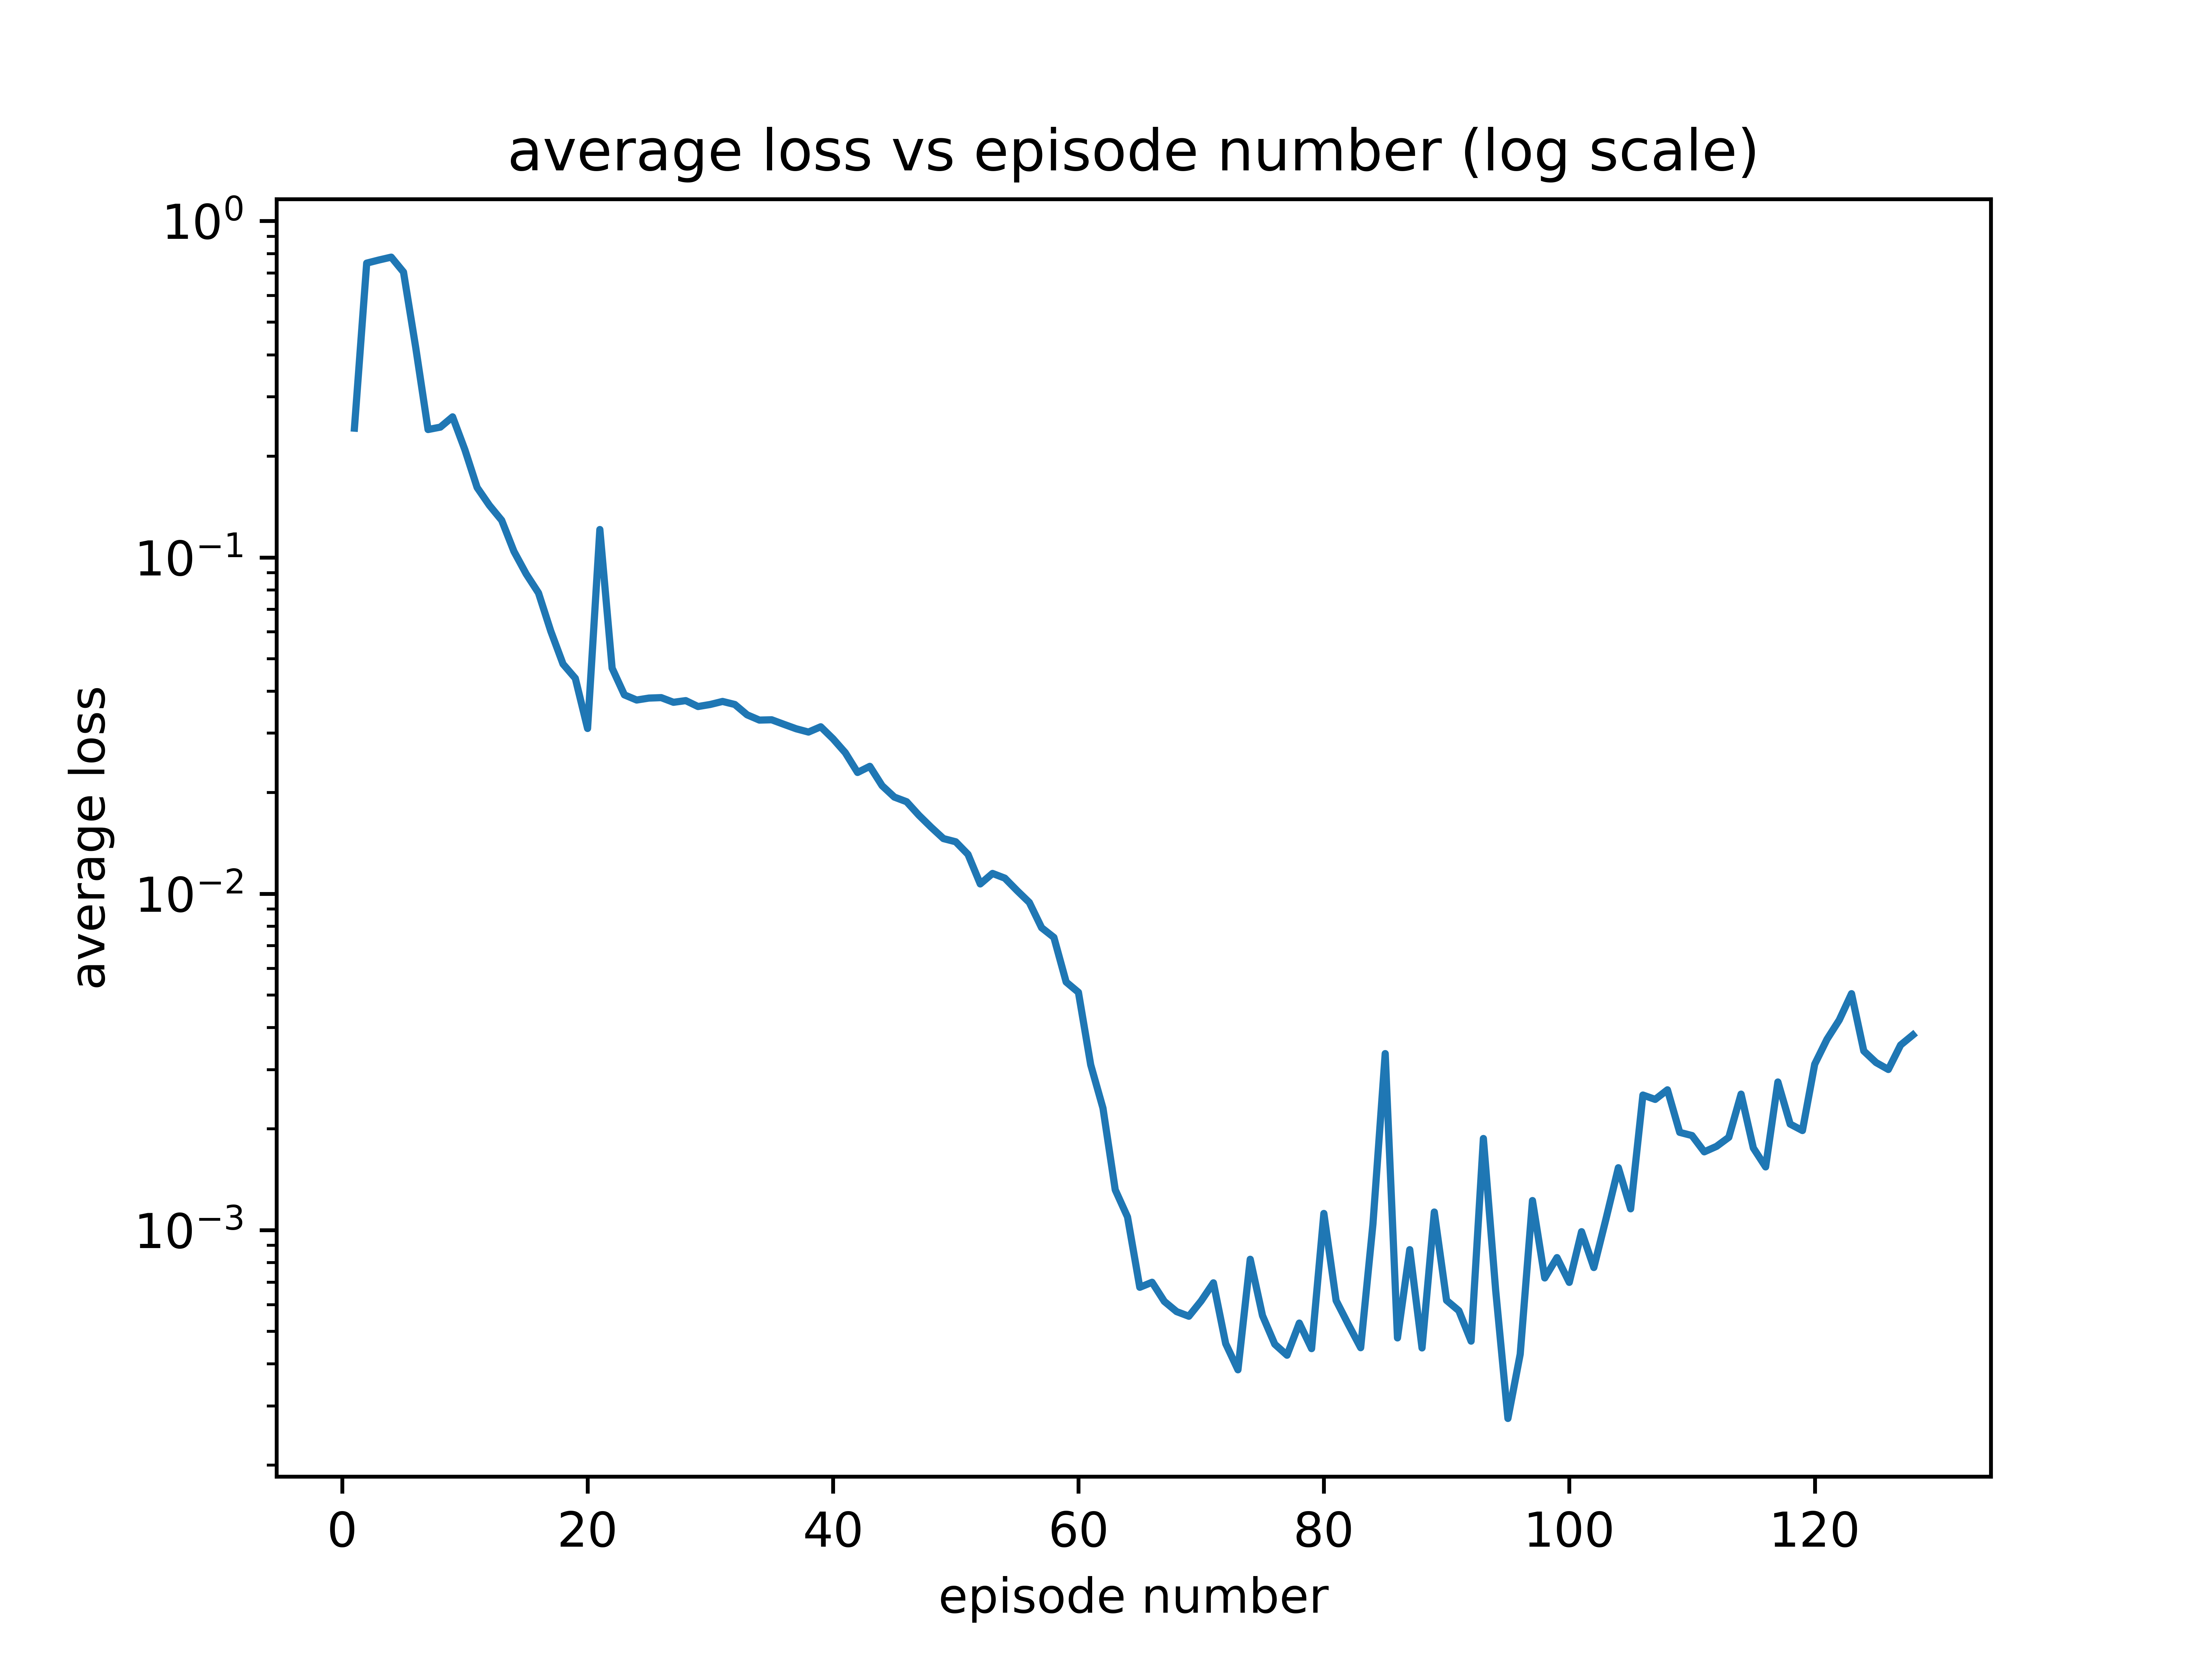 average loss vs episode number (log scale)
average loss
10⁰
10⁻¹
10⁻²
10⁻³
0 20 40 60 80 100 120
episode number